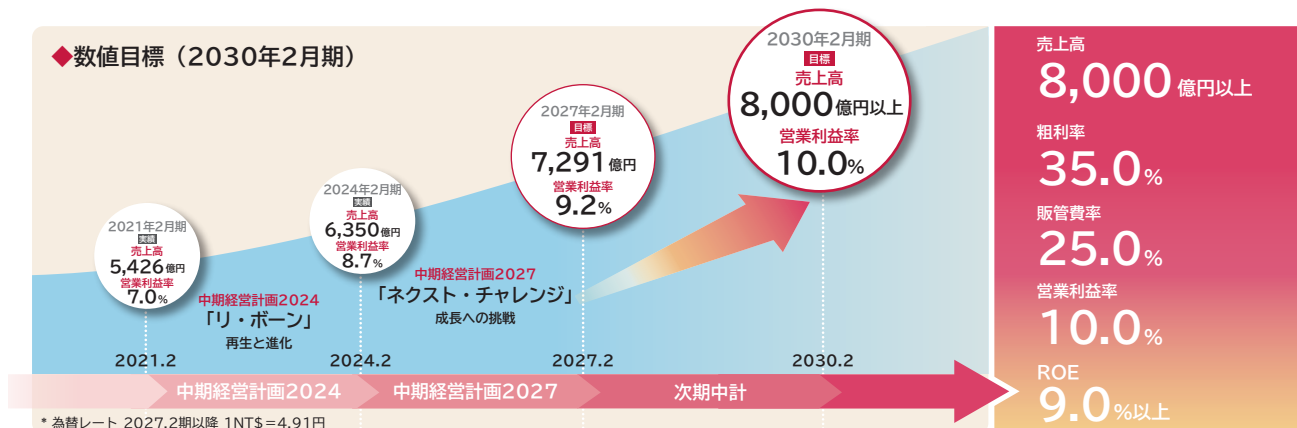 ◆数値目標（2030年2月期）
2021年2月期
実績
売上高
5,426億円
営業利益率
7.0%
2024年2月期
実績
売上高
6,350億円
営業利益率
8.7%
2027年2月期
目標
売上高
7,291億円
営業利益率
9.2%
2030年2月期
目標
売上高
8,000億円以上
営業利益率
10.0%
中期経営計画2024
「リ・ボーン」
再生と進化
中期経営計画2027
「ネクスト・チャレンジ」
成長への挑戦
2021.2
2024.2
2027.2
2030.2
中期経営計画2024
中期経営計画2027
次期中計
* 為替レート 2027.2期以降 1NT$＝4.91円
売上高
8,000億円以上
粗利率
35.0%
販管費率
25.0%
営業利益率
10.0%
ROE
9.0%以上